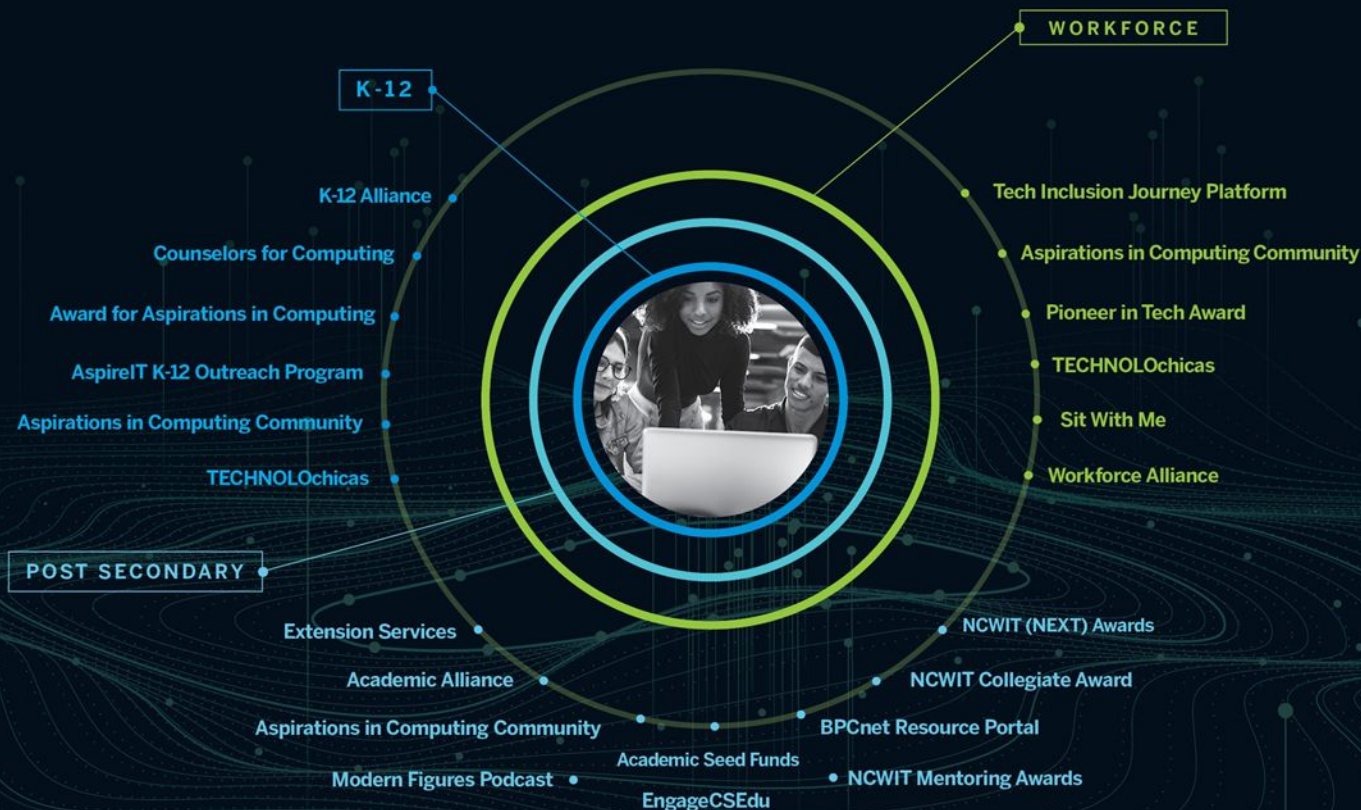 WORKFORCE
K-12
K-12 Alliance
Counselors for Computing
Award for Aspirations in Computing
AspireIT K-12 Outreach Program
Aspirations in Computing Community
TECHNOLOchicas
Tech Inclusion Journey Platform
Aspirations in Computing Community
Pioneer in Tech Award
TECHNOLOchicas
Sit With Me
Workforce Alliance
POST SECONDARY
Extension Services
Academic Alliance
Aspirations in Computing Community
Modern Figures Podcast
Academic Seed Funds
EngageCSEdu
NCWIT (NEXT) Awards
NCWIT Collegiate Award
BPCnet Resource Portal
NCWIT Mentoring Awards